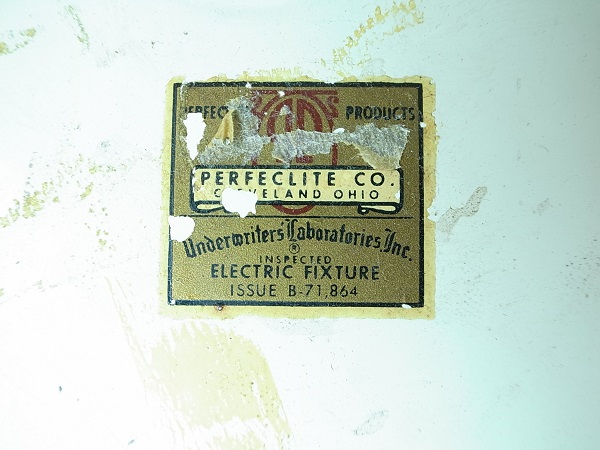 PRODUCTS
PERFECLITE CO.
CLEVELAND OHIO
Underwriters Laboratories, Inc.
®
INSPECTED
ELECTRIC FIXTURE
ISSUE B-71,864